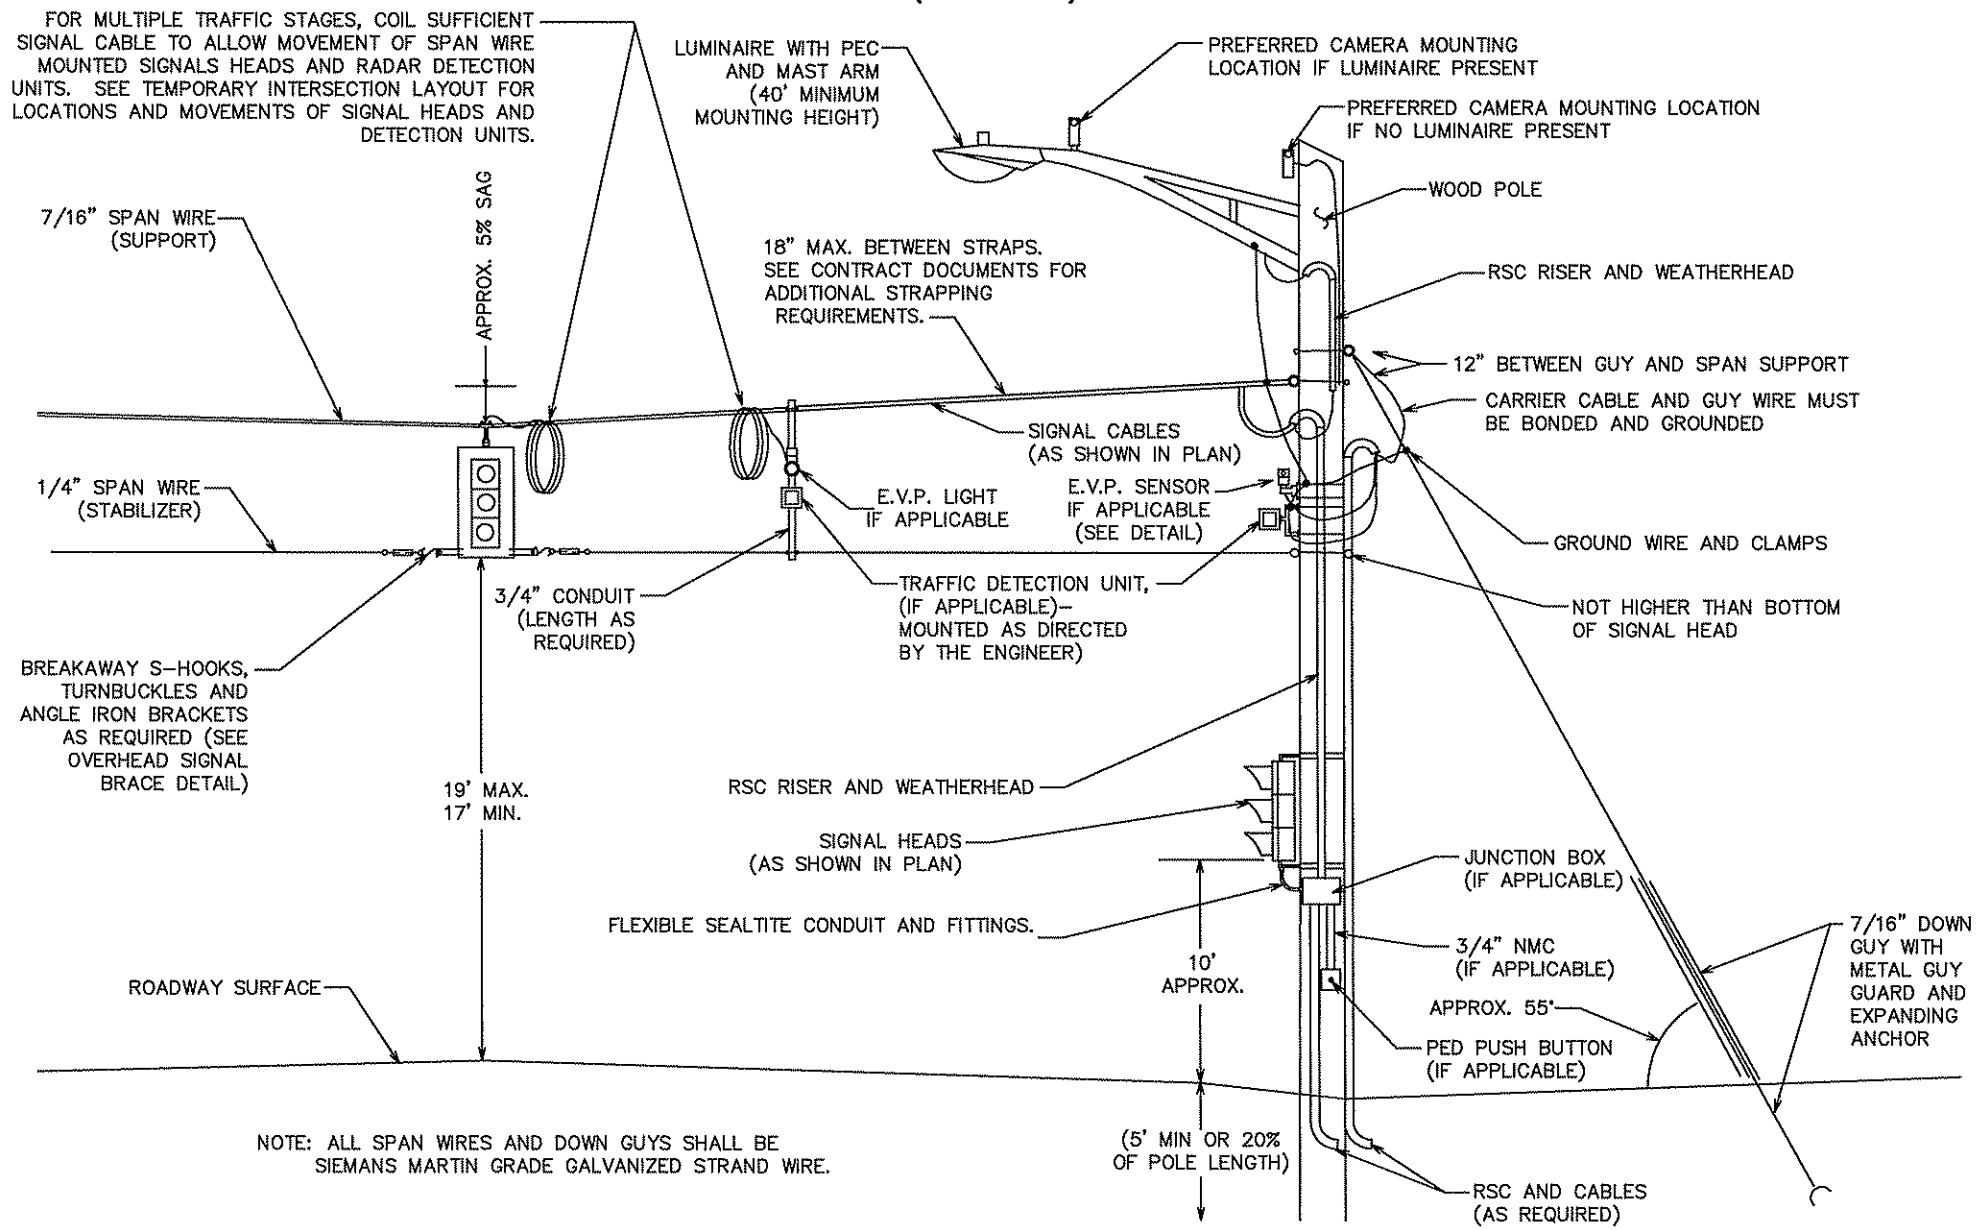 FOR MULTIPLE TRAFFIC STAGES, COIL SUFFICIENT
SIGNAL CABLE TO ALLOW MOVEMENT OF SPAN WIRE
MOUNTED SIGNALS HEADS AND RADAR DETECTION
UNITS. SEE TEMPORARY INTERSECTION LAYOUT FOR
LOCATIONS AND MOVEMENTS OF SIGNAL HEADS AND
DETECTION UNITS.
LUMINAIRE WITH PEC
AND MAST ARM
(40' MINIMUM
MOUNTING HEIGHT)
PREFERRED CAMERA MOUNTING
LOCATION IF LUMINAIRE PRESENT
PREFERRED CAMERA MOUNTING LOCATION
IF NO LUMINAIRE PRESENT
WOOD POLE
7/16" SPAN WIRE
(SUPPORT)
APPROX. 5% SAG
18" MAX. BETWEEN STRAPS.
SEE CONTRACT DOCUMENTS FOR
ADDITIONAL STRAPPING
REQUIREMENTS.
RSC RISER AND WEATHERHEAD
12" BETWEEN GUY AND SPAN SUPPORT
CARRIER CABLE AND GUY WIRE MUST
BE BONDED AND GROUNDED
SIGNAL CABLES
(AS SHOWN IN PLAN)
1/4" SPAN WIRE
(STABILIZER)
E.V.P. LIGHT
IF APPLICABLE
E.V.P. SENSOR
IF APPLICABLE
(SEE DETAIL)
GROUND WIRE AND CLAMPS
3/4" CONDUIT
(LENGTH AS
REQUIRED)
TRAFFIC DETECTION UNIT,
(IF APPLICABLE)-
MOUNTED AS DIRECTED
BY THE ENGINEER)
NOT HIGHER THAN BOTTOM
OF SIGNAL HEAD
BREAKAWAY S-HOOKS,
TURNBUCKLES AND
ANGLE IRON BRACKETS
AS REQUIRED (SEE
OVERHEAD SIGNAL
BRACE DETAIL)
19' MAX.
17' MIN.
RSC RISER AND WEATHERHEAD
SIGNAL HEADS
(AS SHOWN IN PLAN)
JUNCTION BOX
(IF APPLICABLE)
FLEXIBLE SEALTITE CONDUIT AND FITTINGS.
3/4" NMC
(IF APPLICABLE)
7/16" DOWN
GUY WITH
METAL GUY
GUARD AND
EXPANDING
ANCHOR
10'
APPROX.
ROADWAY SURFACE
APPROX. 55°
PED PUSH BUTTON
(IF APPLICABLE)
NOTE: ALL SPAN WIRES AND DOWN GUYS SHALL BE
SIEMANS MARTIN GRADE GALVANIZED STRAND WIRE.
(5' MIN OR 20%
OF POLE LENGTH)
RSC AND CABLES
(AS REQUIRED)